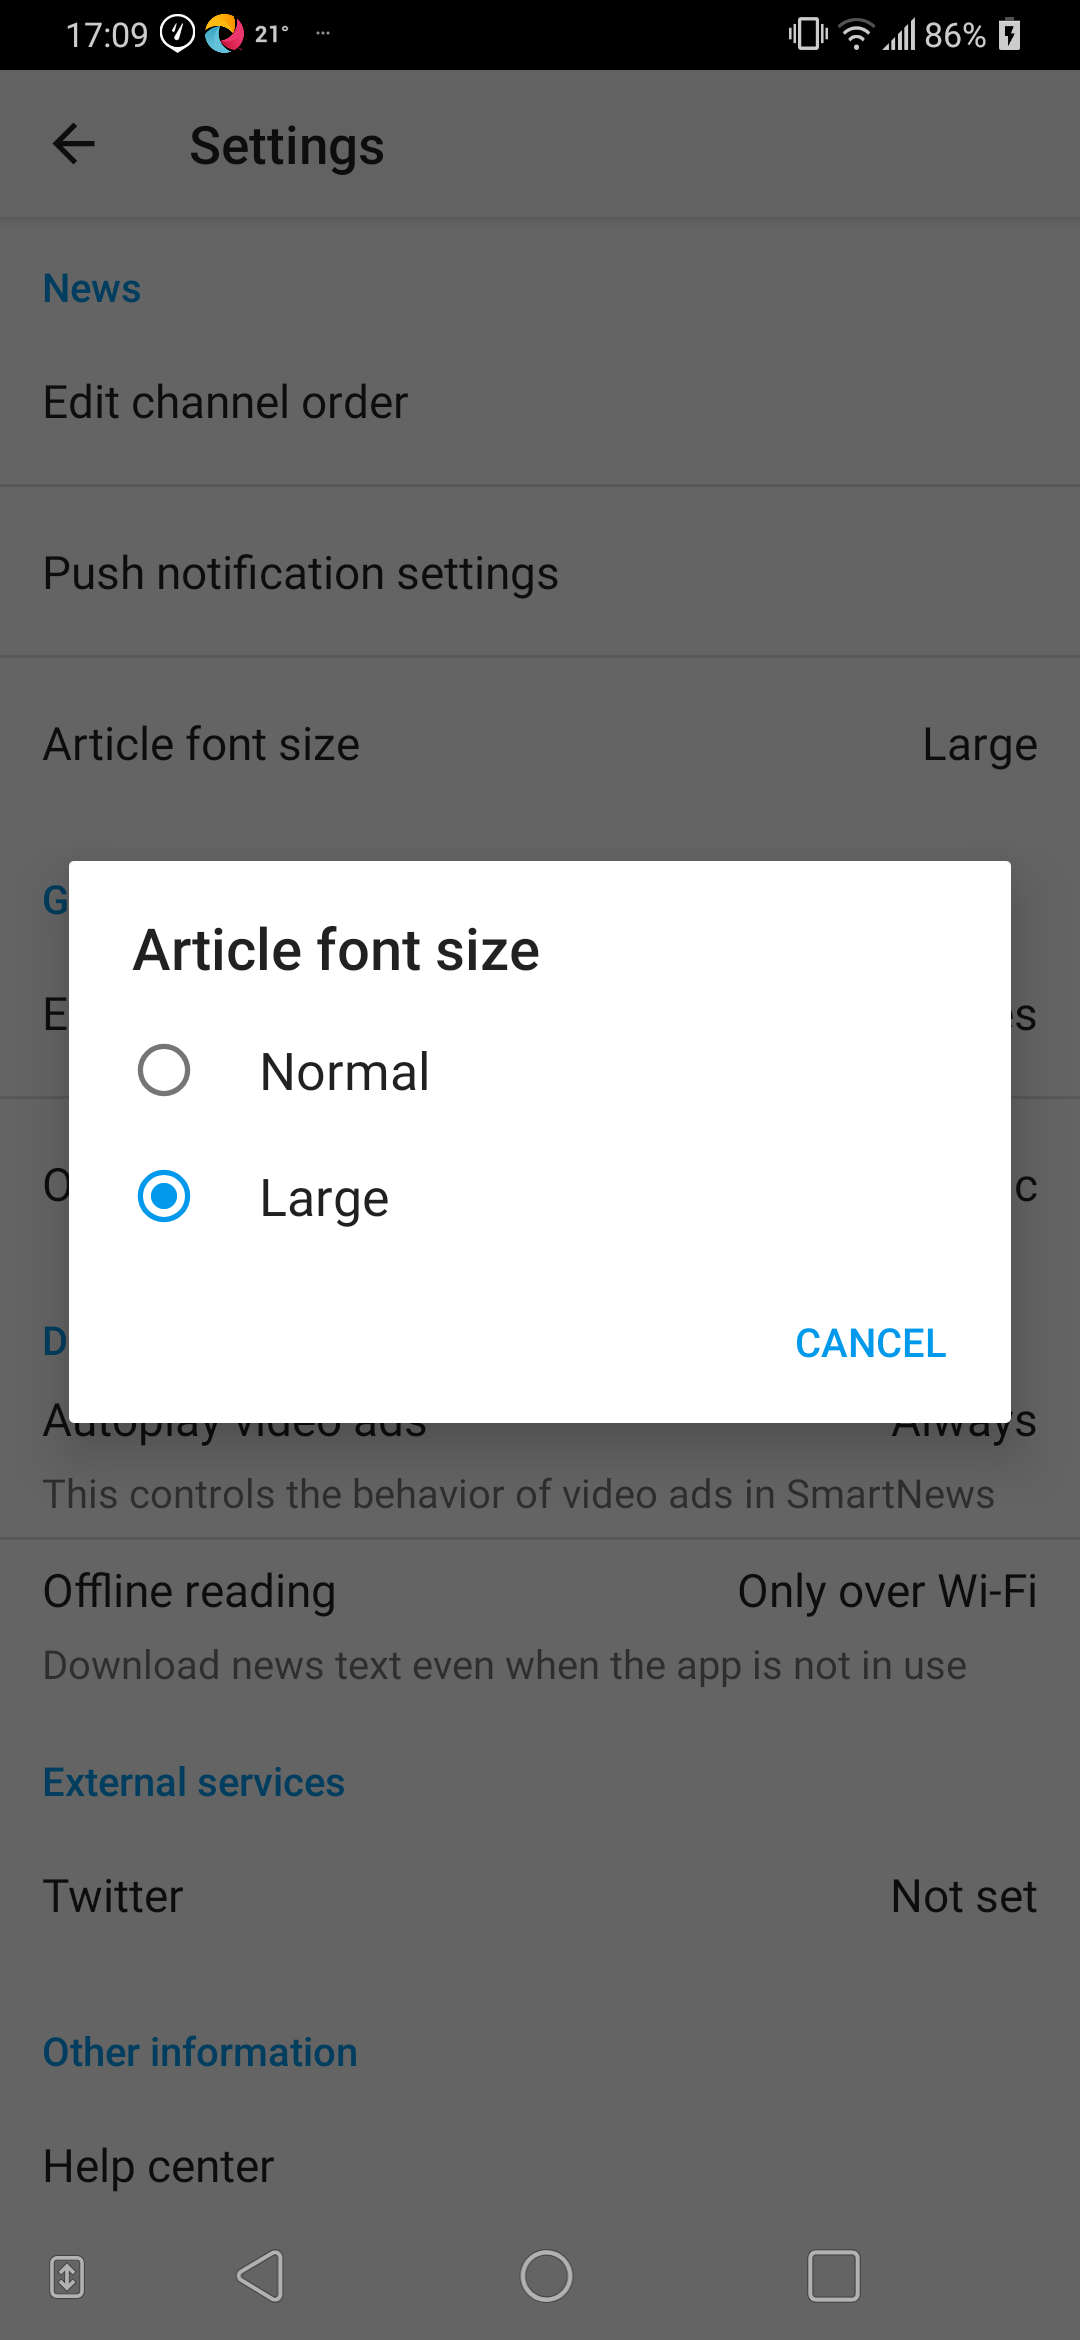 17:09 21° 86%
Settings
News
Edit channel order
Push notification settings
Article font size Large
Article font size
Normal
Large
CANCEL
Autoplay video ads Always
This controls the behavior of video ads in SmartNews
Offline reading Only over Wi-Fi
Download news text even when the app is not in use
External services
Twitter Not set
Other information
Help center